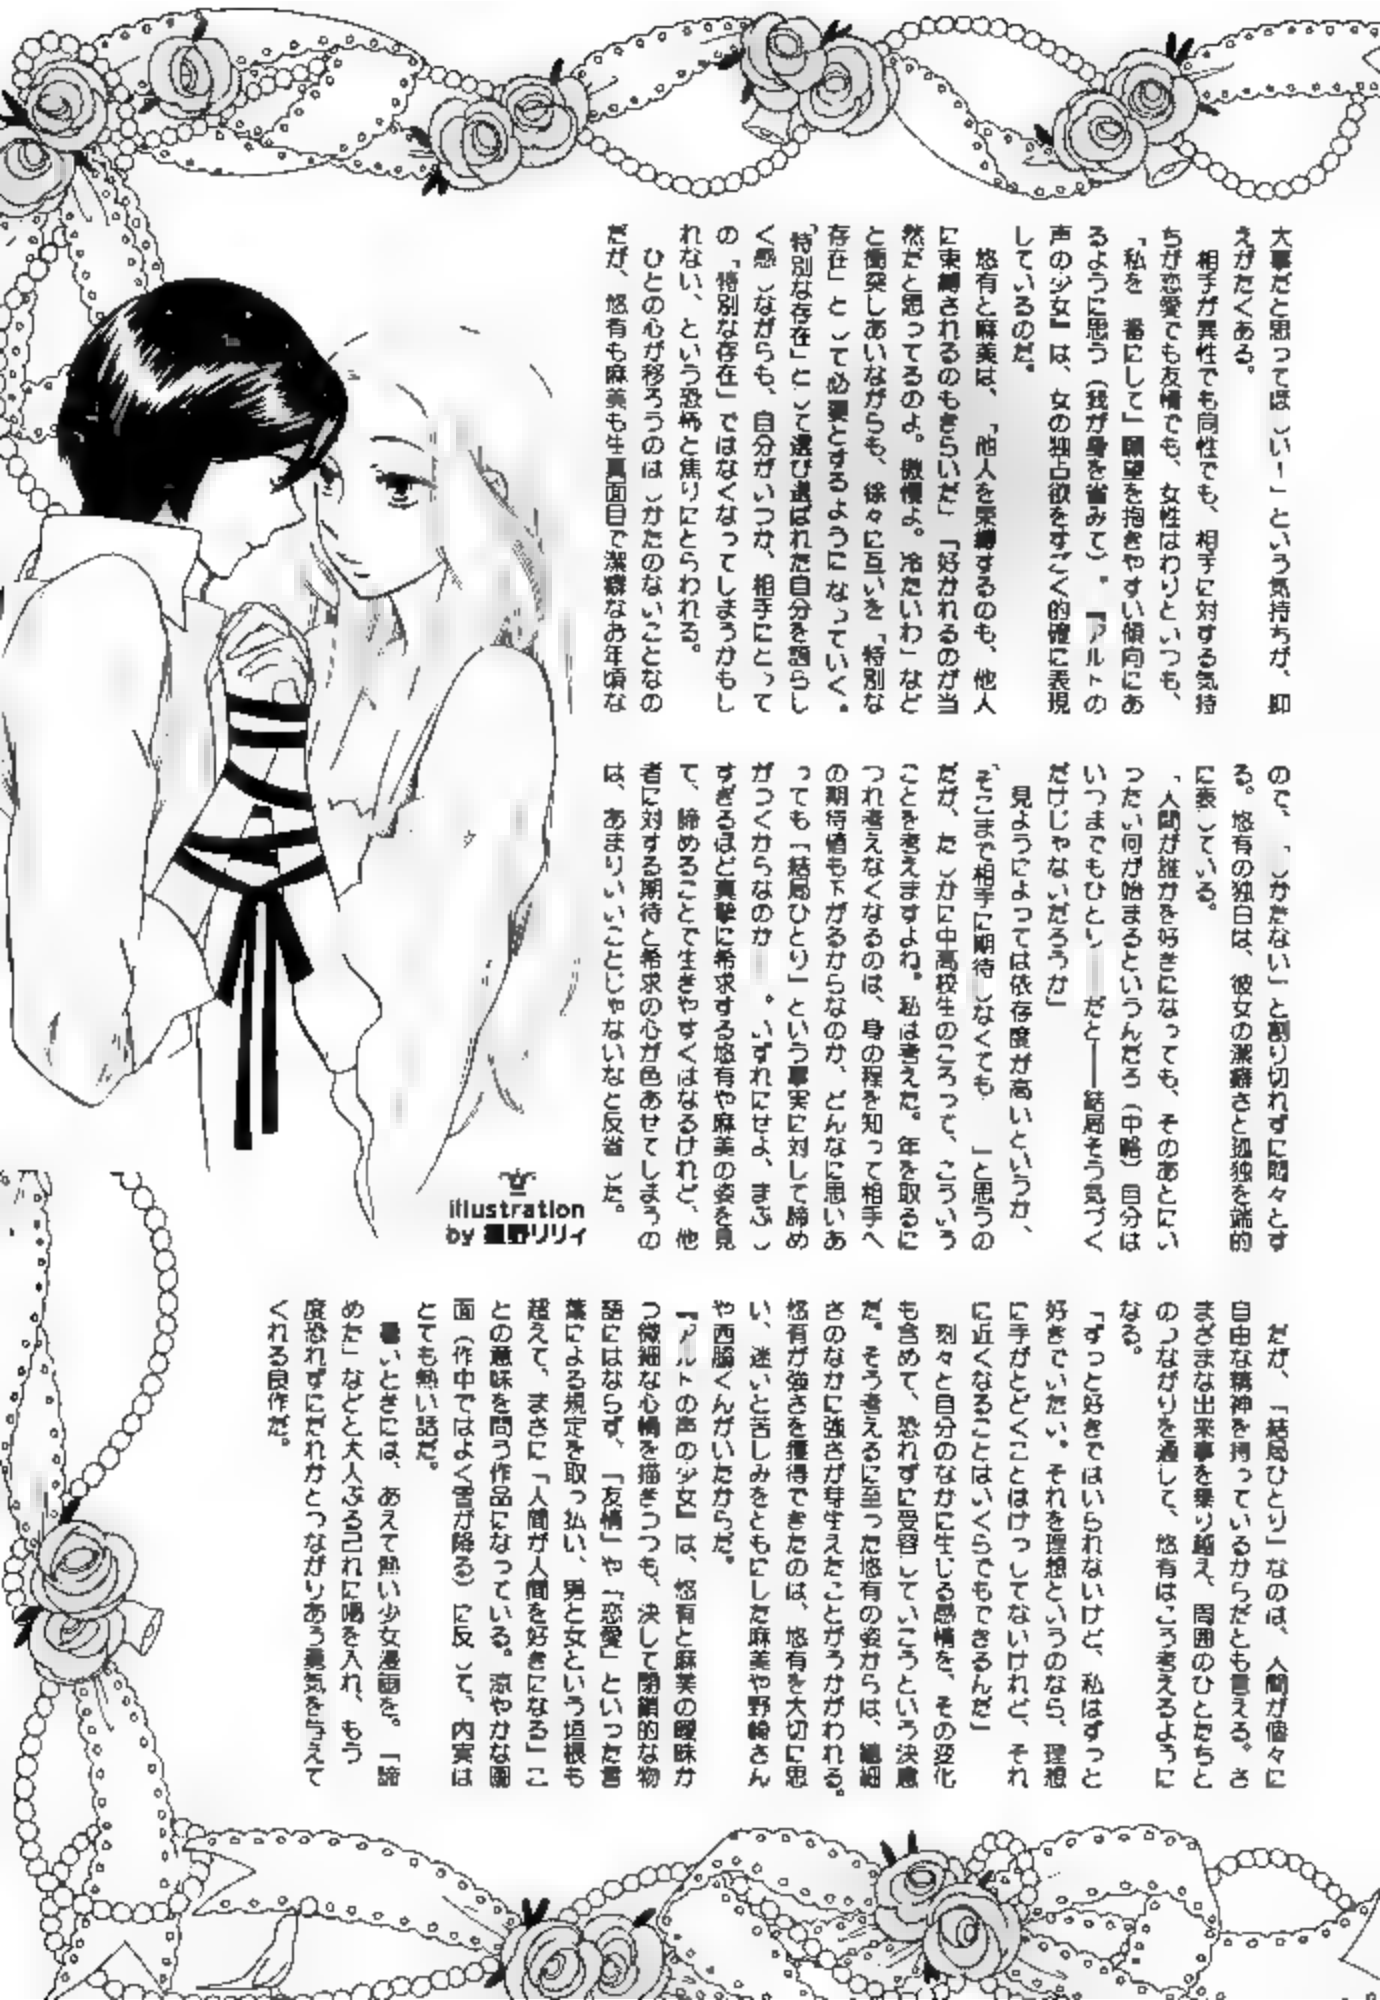 大事だと思ってほしい！」という気持ちが、抑
えがたくある。
　相手が異性でも同性でも、相手に対する気持
ちが恋愛でも友情でも、女性はわりといつも、
「私を一番にして」願望を抱きやすい傾向にあ
るように思う（我が身を省みて）。『アルトの
声の少女』は、女の独占欲をすごく的確に表現
しているのだ。
　悠有と麻美は、「他人を束縛するのも、他人
に束縛されるのもきらいだ」「好かれるのが当
然だと思ってるのよ。傲慢よ。冷たいわ」など
と衝突しあいながらも、徐々に互いを「特別な
存在」として必要とするようになっていく。
「特別な存在」として選び選ばれた自分を誇らし
く感じながらも、自分がいつか、相手にとって
の「特別な存在」ではなくなってしまうかもし
れない、という恐怖と焦りにとらわれる。
　ひとの心が移ろうのはしかたのないことなの
だが、悠有も麻美も生真面目で潔癖なお年頃な
ので、「しかたない」と割り切れずに悶々とす
る。悠有の独白は、彼女の潔癖さと孤独を端的
に表している。
「人間が誰かを好きになっても、そのあとにい
ったい何が始まるというんだろ（中略）自分は
いつまでもひとり――だと――結局そう気づく
だけじゃないだろうか」
　見ようによっては依存度が高いというか、
「そこまで相手に期待しなくても……」と思うの
だが、たしかに中高校生のころって、こういう
ことを考えますよね。私は考えた。年を取るに
つれ考えなくなるのは、身の程を知って相手へ
の期待値も下がるからなのか、どんなに思いあ
っても「結局ひとり」という事実に対して諦め
がつくからなのか……。いずれにせよ、まぶし
すぎるほど真摯に希求する悠有や麻美の姿を見
て、諦めることで生きやすくはなるけれど、他
者に対する期待と希求の心が色あせてしまうの
は、あまりいいことじゃないなと反省した。
　だが、「結局ひとり」なのは、人間が個々に
自由な精神を持っているからだとも言える。さ
まざまな出来事を乗り越え、周囲のひとたちと
のつながりを通して、悠有はこう考えるように
なる。
「ずっと好きではいられないけど、私はずっと
好きでいたい。それを理想というのなら、理想
に手がとどくことはけっしてないけれど、それ
に近くなることはいくらでもできるんだ」
　刻々と自分のなかに生じる感情を、その変化
も含めて、恐れずに受容していこうという決意
だ。そう考えるに至った悠有の姿からは、繊細
さのなかに強さが芽生えたことがうかがわれる。
悠有が強さを獲得できたのは、悠有を大切に思
い、迷いと苦しみをともにした麻美や野崎さん
や西脇くんがいたからだ。
『アルトの声の少女』は、悠有と麻美の曖昧か
つ微細な心情を描きつつも、決して閉鎖的な物
語にはならず、「友情」や「恋愛」といった言
葉による規定を取っ払い、男と女という垣根も
超えて、まさに「人間が人間を好きになる」こ
との意味を問う作品になっている。涼やかな画
面（作中ではよく雪が降る）に反して、内実は
とても熱い話だ。
　暑いときには、あえて熱い少女漫画を。「諦
めた」などと大人ぶる己れに喝を入れ、もう一
度恐れずにだれかとつながりあう勇気を与えて
くれる良作だ。
illustration
by 野リリィ